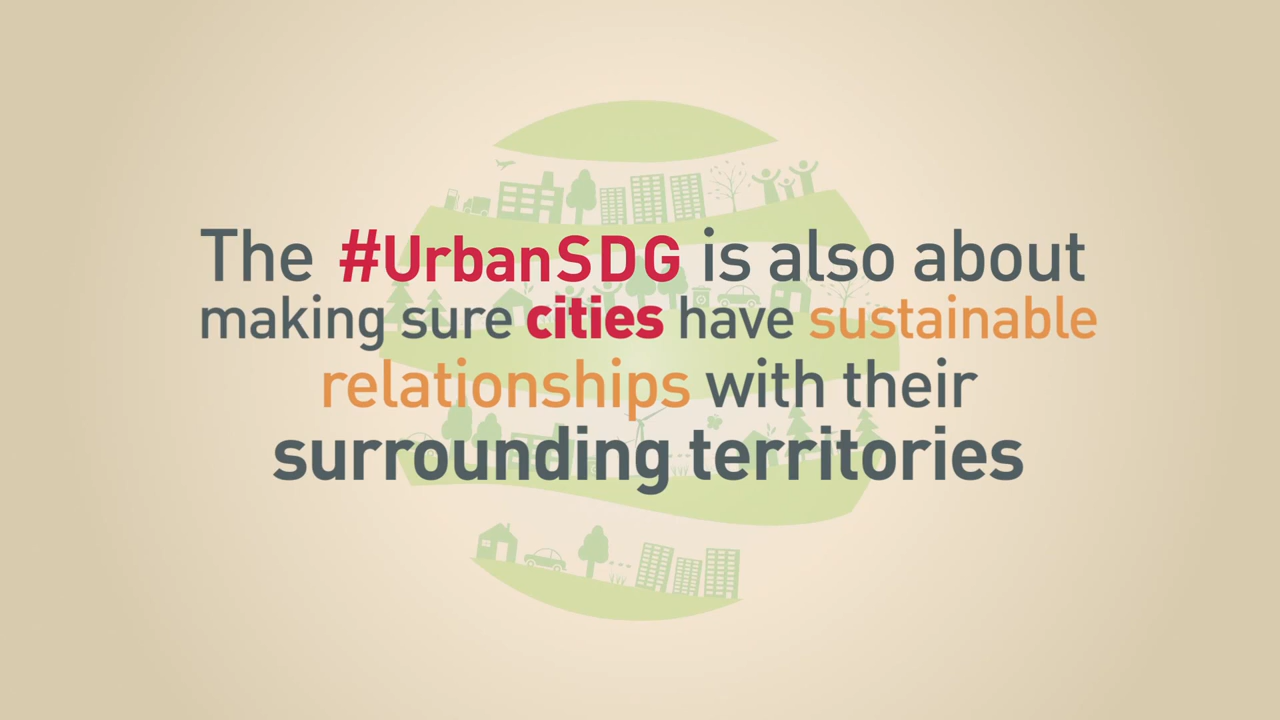 The #UrbanSDG is also about
making sure cities have sustainable
relationships with their
surrounding territories